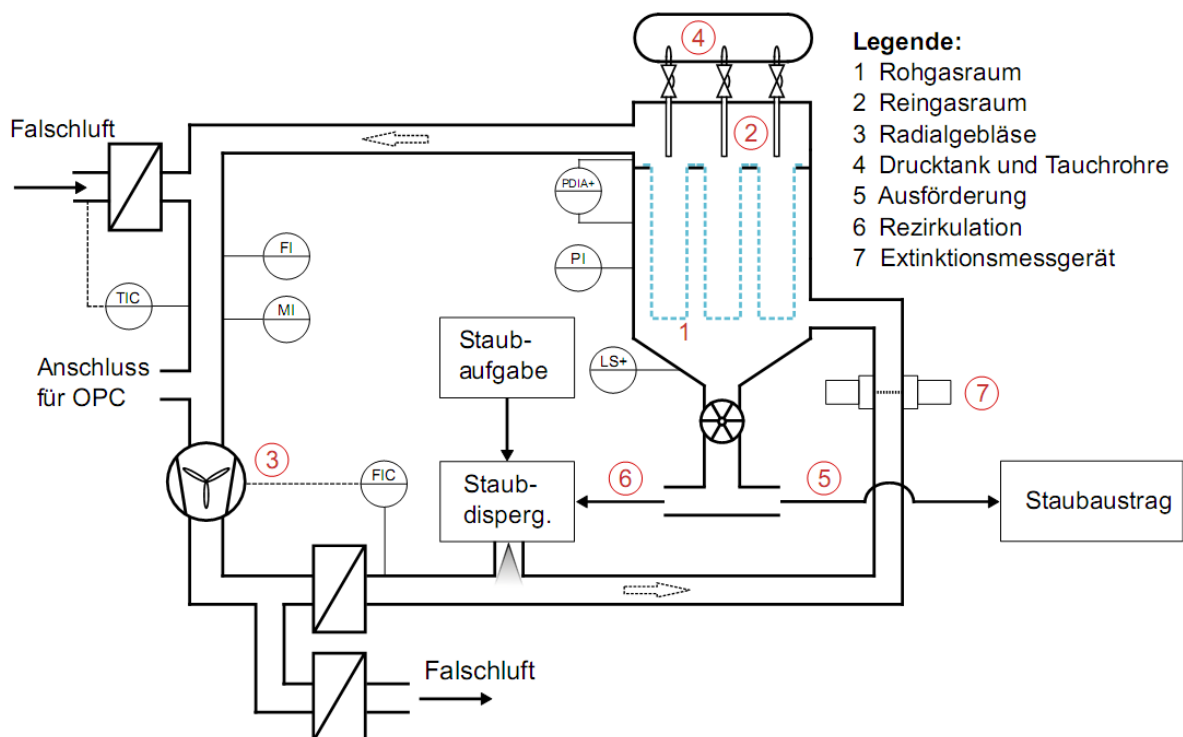 4
Legende:
1 Rohgasraum
2 Reingasraum
3 Radialgebläse
4 Drucktank und Tauchrohre
5 Ausförderung
6 Rezirkulation
7 Extinktionsmessgerät
Falschluft
2
PDIA+
FI
PI
TIC
MI
1
Staub-
aufgabe
LS+
Anschluss
für OPC
7
3
FIC
Staub-
disperg.
6
5
Staubaustrag
Falschluft